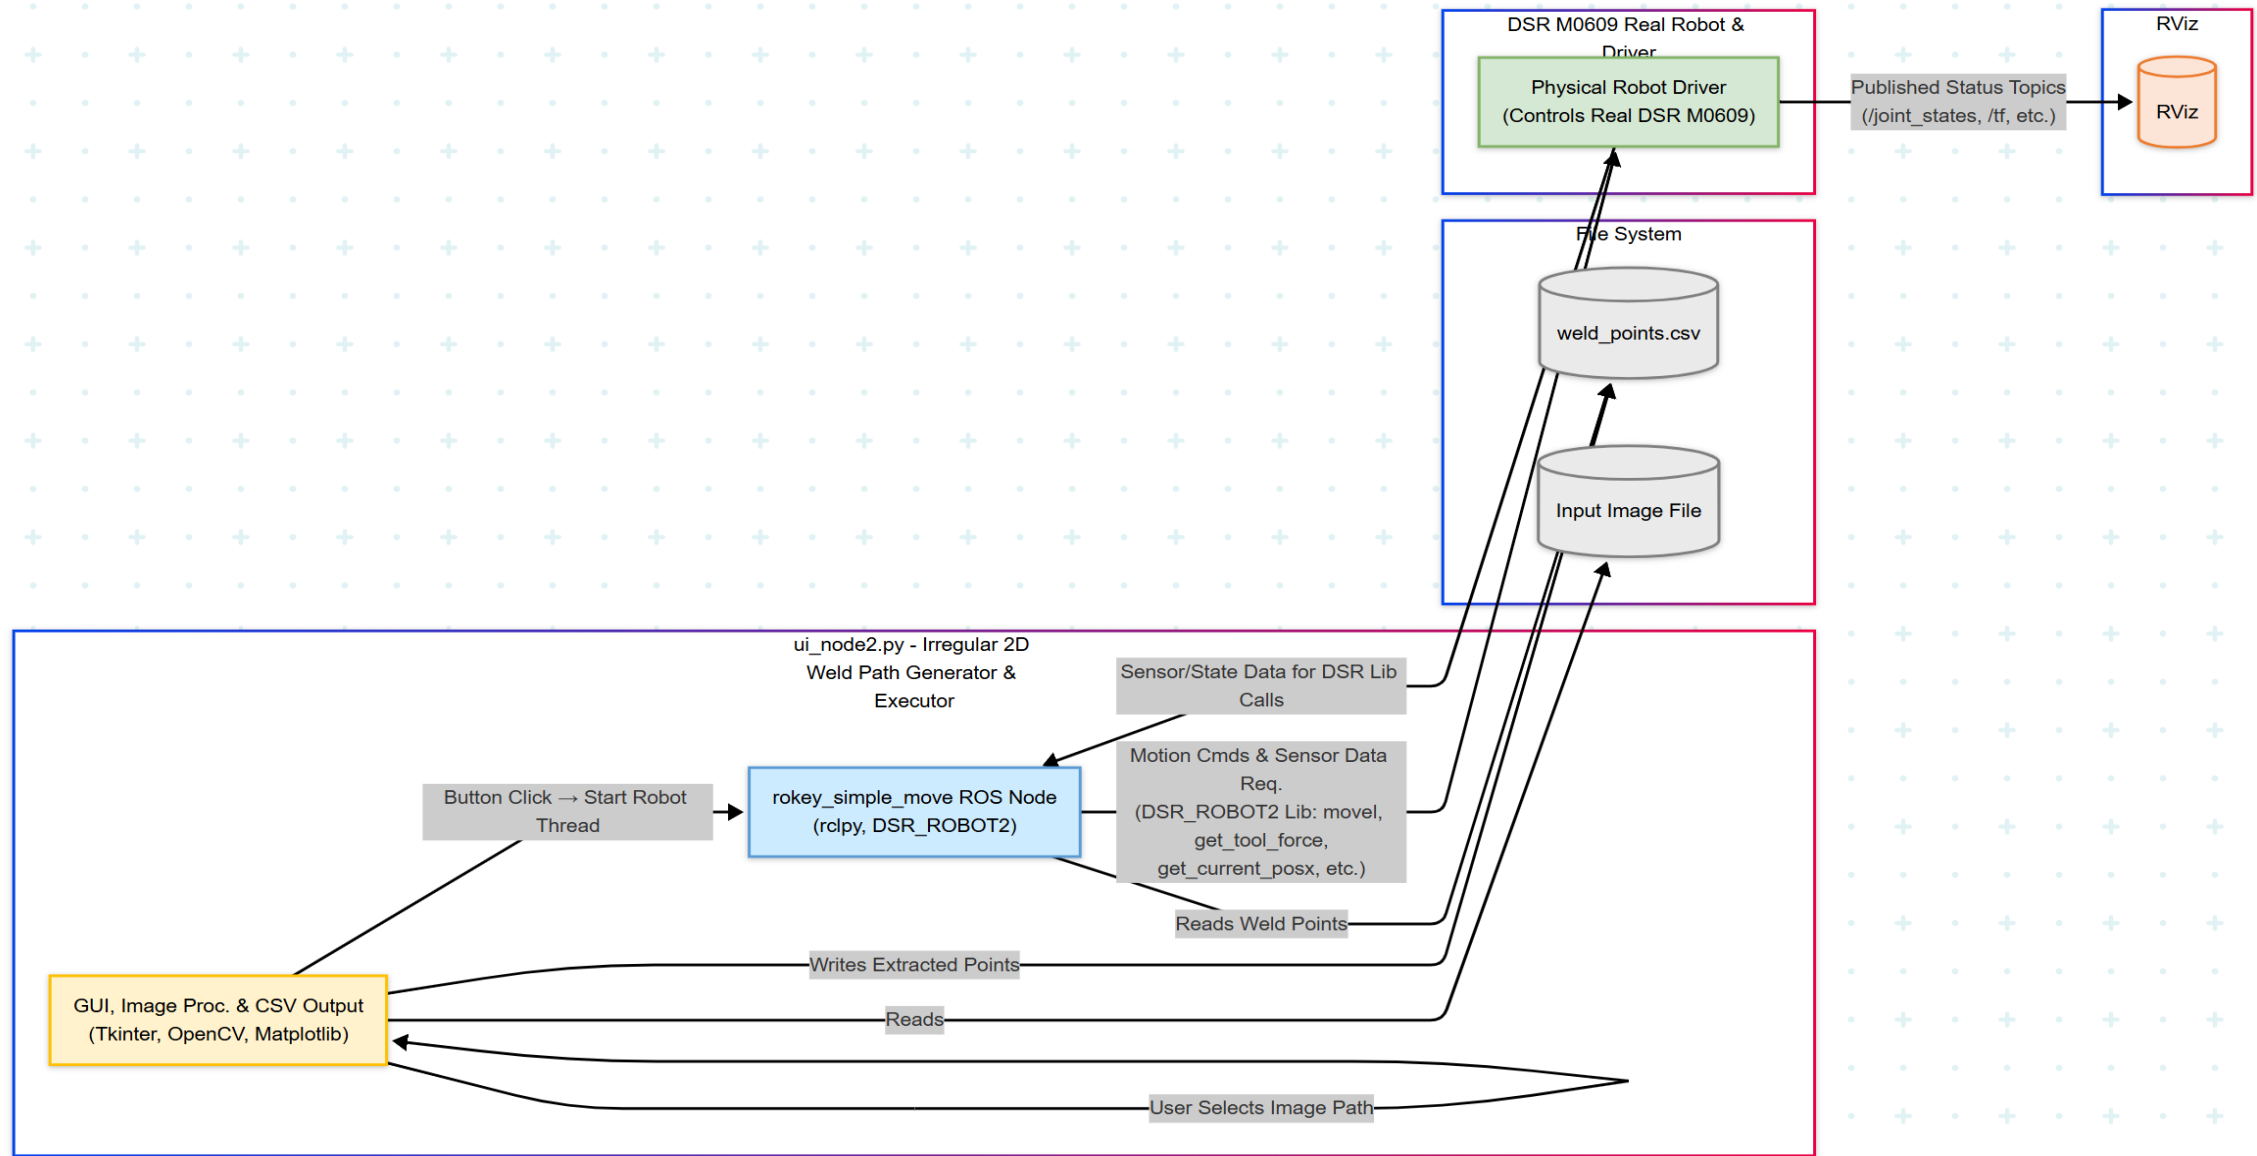 DSR M0609 Real Robot &
Driver
Physical Robot Driver
(Controls Real DSR M0609)
Published Status Topics
(/joint_states, /tf, etc.)
RViz
RViz
File System
weld_points.csv
Input Image File
ui_node2.py - Irregular 2D
Weld Path Generator &
Executor
Sensor/State Data for DSR Lib
Calls
Motion Cmds & Sensor Data
Req.
(DSR_ROBOT2 Lib: movel,
get_tool_force,
get_current_posx, etc.)
Button Click → Start Robot
Thread
rokey_simple_move ROS Node
(rclpy, DSR_ROBOT2)
Reads Weld Points
Writes Extracted Points
GUI, Image Proc. & CSV Output
(Tkinter, OpenCV, Matplotlib)
Reads
User Selects Image Path